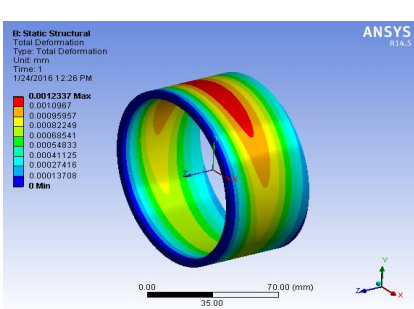 B: Static Structural
Total Deformation
Type: Total Deformation
Unit: mm
Time: 1
1/24/2016 12:26 PM
ANSYS
R14.5
0.0012337 Max
0.0010967
0.00095957
0.00082249
0.00068541
0.00054833
0.00041125
0.00027416
0.00013708
0 Min
Z
0.00
70.00 (mm)
35.00
Y
Z
X